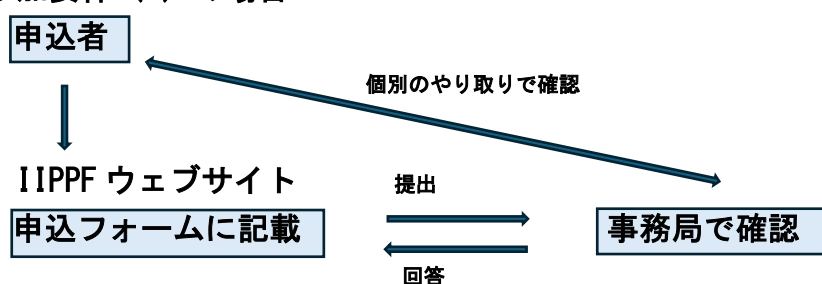 申込者
個別のやり取りで確認
IIPPF ウェブサイト
提出
申込フォームに記載
事務局で確認
回答